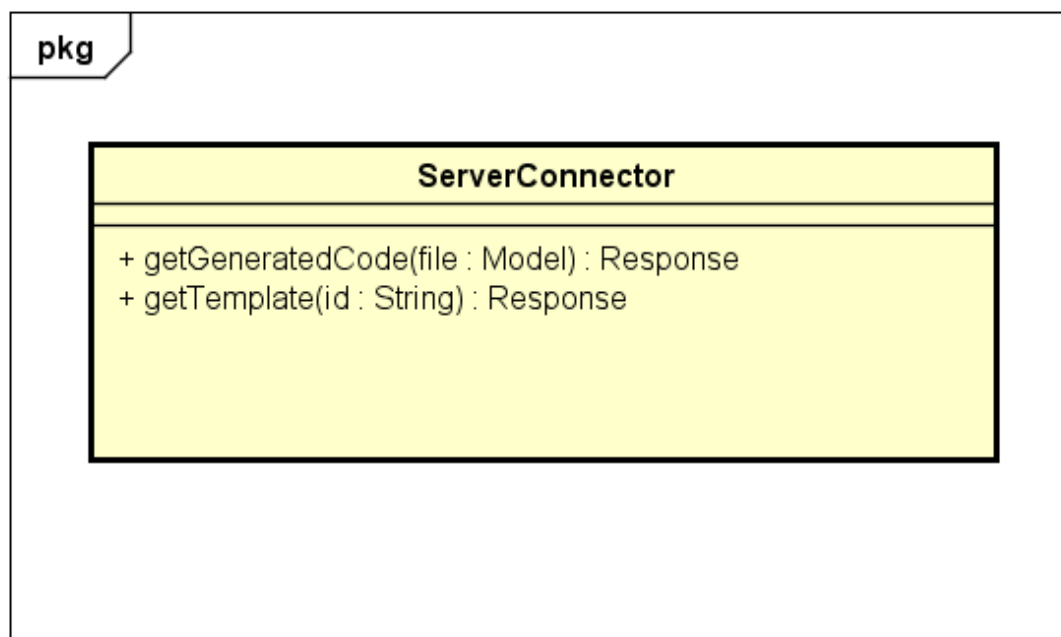 pkg
ServerConnector
+ getGeneratedCode(file : Model) : Response
+ getTemplate(id : String) : Response